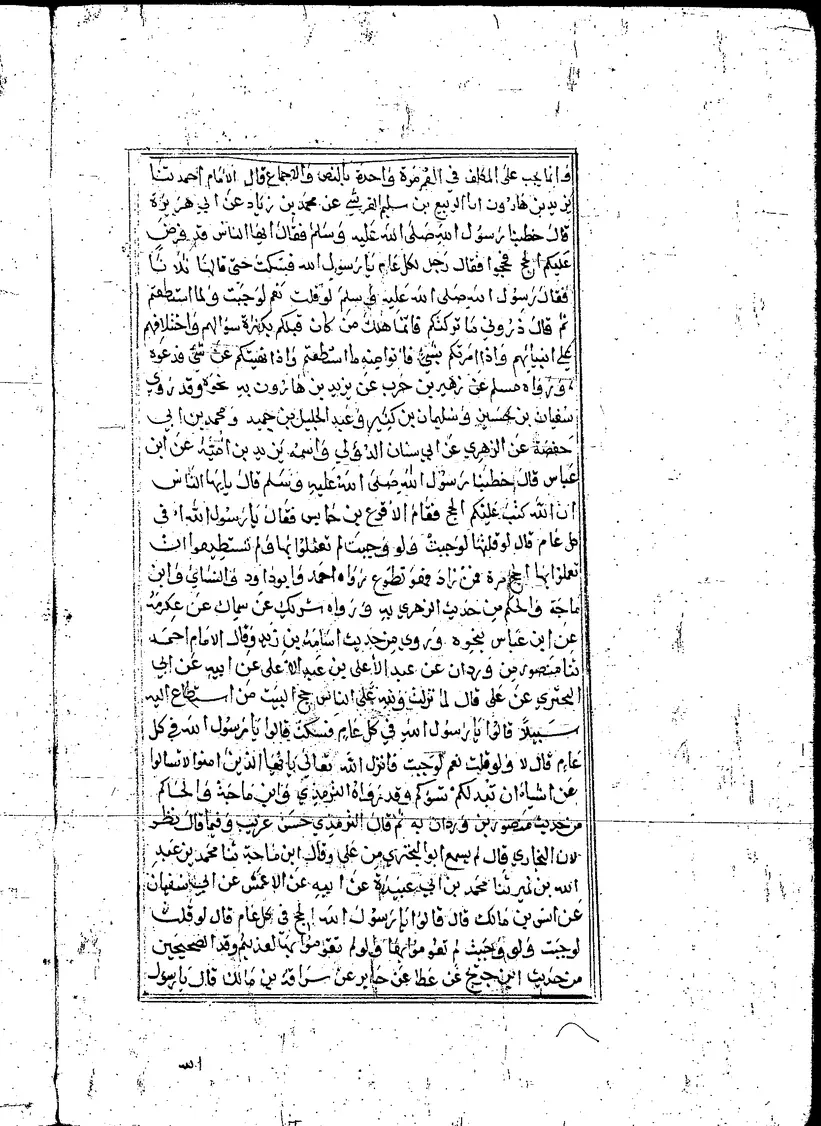 وانما يجب على المكلف في العمر مرة واحدة بالنص والاجماع قال الامام احمد ثنا
يزيد بن هارون انا الربيع بن سليم القرشي عن محمد بن زياد عن ابي هريرة
قال خطبنا رسول الله صلى الله عليه وسلم فقال ايها الناس قد فرض
عليكم الحج فحجوا فقال رجل لكل عام يا رسول الله فسكت حتى قالها ثلاثا
فقال رسول الله صلى الله عليه وسلم لو قلت نعم لوجبت ولما استطعتم
ثم قال ذروني ما تركتكم فانما هلك من كان قبلكم بكثرة سؤالهم واختلافهم
على انبيائهم واذا امرتكم بشئ فاتوا منه ما استطعتم واذا نهيتكم عن شئ فدعوه
ورواه مسلم عن زهير بن حرب عن يزيد بن هارون به نحوه وقد روى
سفيان بن حسين وسليمان بن كثير وعبد الجليل بن حميد ومحمد بن ابي
حفصة عن الزهري عن ابي سنان الدؤلي واسمه يزيد بن امية عن ابن
عباس قال خطبنا رسول الله صلى الله عليه وسلم قال يا ايها الناس
ان الله كتب عليكم الحج فقام الاقرع بن حابس فقال يا رسول الله ا في
كل عام قال لو قلتها لوجبت ولو وجبت لم تعملوا بها ولم تستطيعوا ان
تعملوا بها الحج مرة فمن زاد فهو تطوع رواه احمد وابو داود والنسائي وابن
ماجة والحكم من حديث الزهري به ورواه شريك عن سماك عن عكرمة
عن ابن عباس بنحوه وروى من حديث اسامة بن زيد وقال الامام احمد
ثنا منصور بن وردان عن عبد الأعلى بن عبد الاعلى عن ابيه عن ابي
البختري عن علي قال لما نزلت ولله على الناس حج البيت من استطاع اليه
سبيلا قالوا يا رسول الله في كل عام فسكت قالوا يا رسول الله في كل
عام قال لا ولو قلت نعم لوجبت فانزل الله تعالى يا ايها الذين امنوا لا تسالوا
عن اشياء ان تبد لكم تسؤكم وقد رواه الترمذي وابن ماجة والحاكم
من حديث منصور بن وردان به ثم قال الترمذي حسن غريب وفيما قال نظر
لان البخاري قال لم يسمع ابو البختري من علي وقال ابن ماجة ثنا محمد بن عبد
الله بن نمير ثنا محمد بن ابي عبيدة عن ابيه عن الاعمش عن ابي سفيان
عن انس بن مالك قال قالوا يا رسول الله الحج في كل عام قال لو قلت
لوجبت ولو وجبت لم تقوموا بها ولو لم تقوموا بها لعذبتم وفي الصحيحين
من حديث ابن جريج عن عطا عن جابر عن سراقة بن مالك قال يا رسول